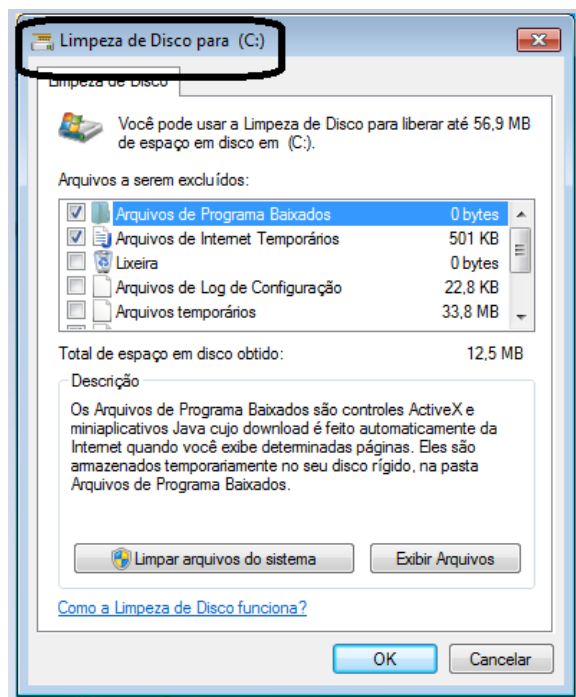 Limpeza de Disco para (C:)
Limpeza de Disco
Você pode usar a Limpeza de Disco para liberar até 56,9 MB
de espaço em disco em (C:).
Arquivos a serem excluídos:
Arquivos de Programa Baixados 0 bytes
Arquivos de Internet Temporários 501 KB
Lixeira 0 bytes
Arquivos de Log de Configuração 22,8 KB
Arquivos temporários 33,8 MB
Total de espaço em disco obtido: 12,5 MB
Descrição
Os Arquivos de Programa Baixados são controles ActiveX e
miniaplicativos Java cujo download é feito automaticamente da
Internet quando você exibe determinadas páginas. Eles são
armazenados temporariamente no seu disco rígido, na pasta
Arquivos de Programa Baixados.
Limpar arquivos do sistema Exibir Arquivos
Como a Limpeza de Disco funciona?
OK Cancelar